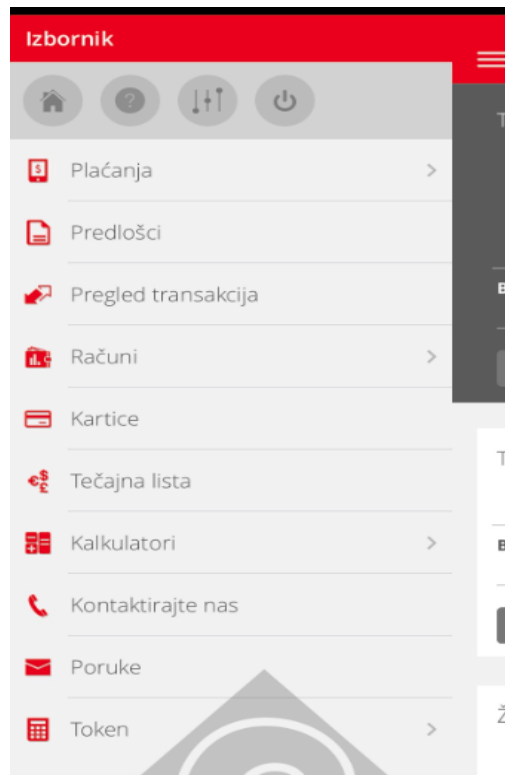 Izbornik
Plaćanja
Predlošci
Pregled transakcija
Računi
Kartice
Tečajna lista
Kalkulatori
Kontaktirajte nas
Poruke
Token